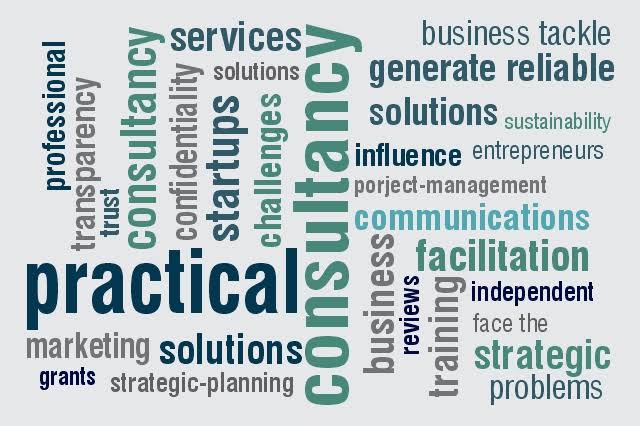 professional
transparency
trust
consultancy
services
solutions
confidentiality
startups
challenges
consultancy
practical
marketing
solutions
grants
strategic-planning
business tackle
generate reliable
solutions
sustainability
influence
entrepreneurs
porject-management
communications
business
facilitation
reviews
training
independent
face the
strategic
problems